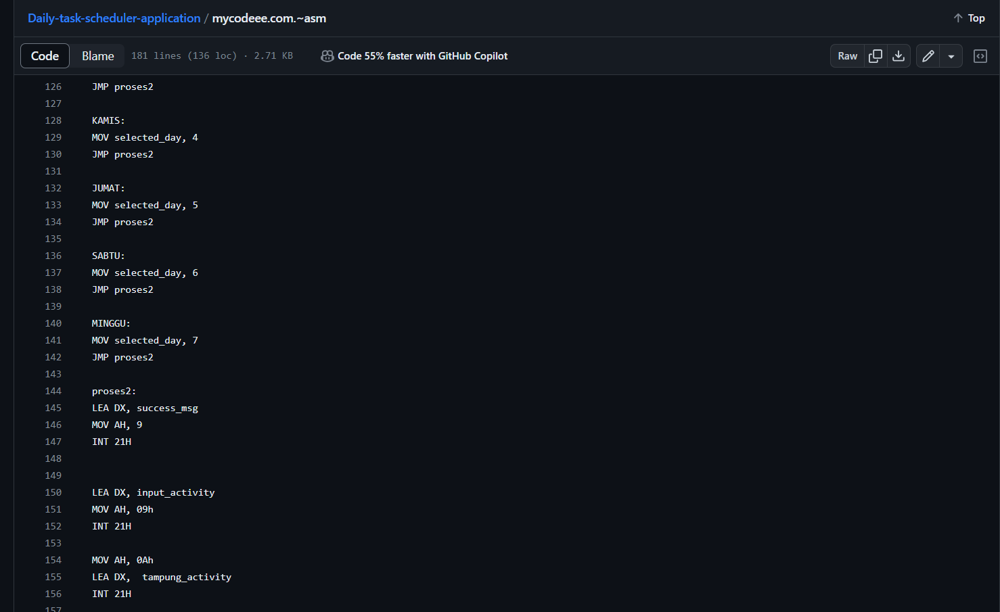 Daily-task-scheduler-application / mycodeee.com.~asm
Top
Code Blame 181 lines (136 loc) · 2.71 KB Code 55% faster with GitHub Copilot Raw
126 JMP proses2
127
128 KAMIS:
129 MOV selected_day, 4
130 JMP proses2
131
132 JUMAT:
133 MOV selected_day, 5
134 JMP proses2
135
136 SABTU:
137 MOV selected_day, 6
138 JMP proses2
139
140 MINGGU:
141 MOV selected_day, 7
142 JMP proses2
143
144 proses2:
145 LEA DX, success_msg
146 MOV AH, 9
147 INT 21H
148
149
150 LEA DX, input_activity
151 MOV AH, 09h
152 INT 21H
153
154 MOV AH, 0Ah
155 LEA DX,  tampung_activity
156 INT 21H
157